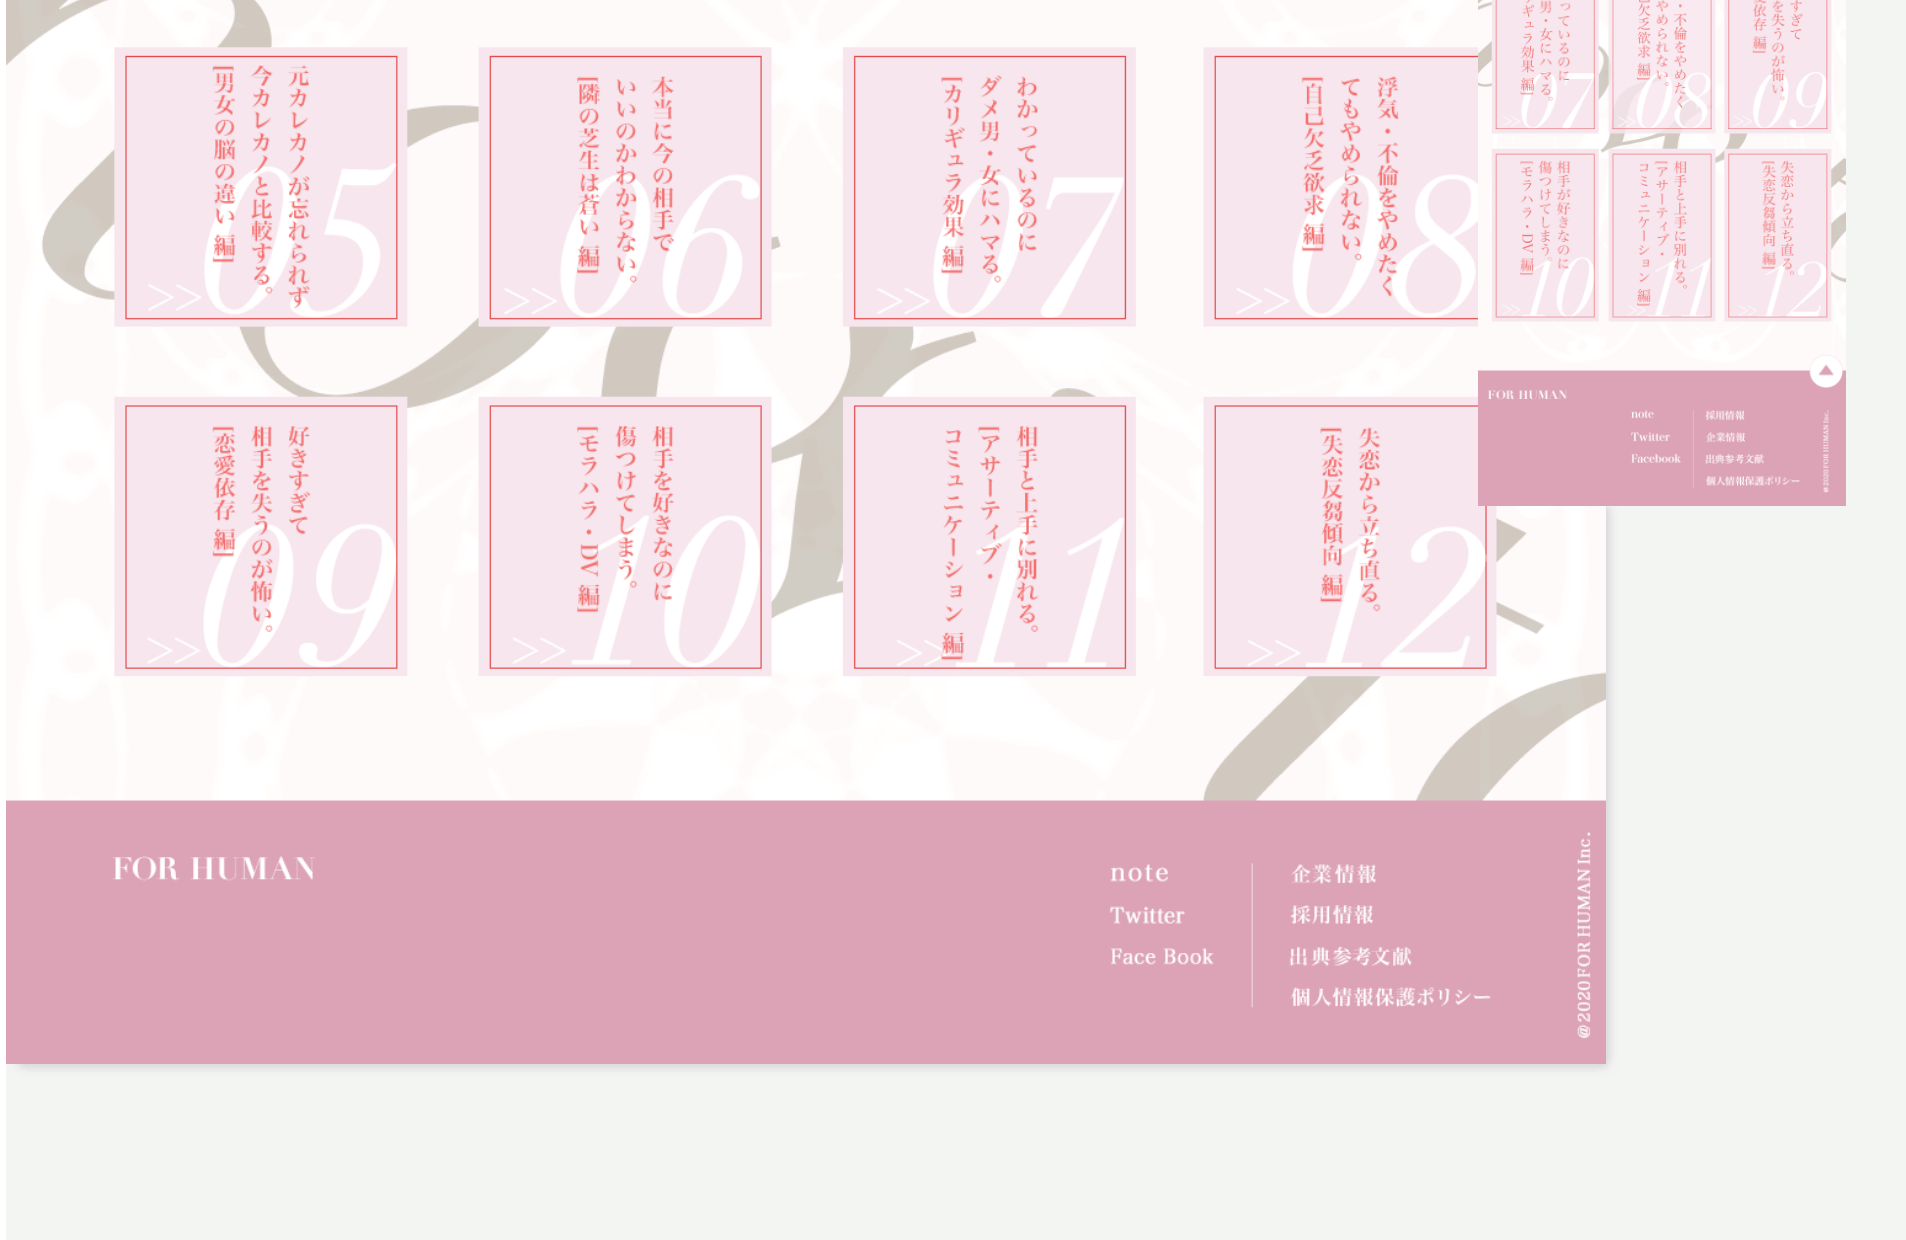 元カレカノが忘れられず
今カレカノと比較する。
[男女の脳の違い 編]
>>05
本当に今の相手で
いいのかわからない。
[隣の芝生は蒼い 編]
>>06
わかっているのに
ダメ男・女にハマる。
[カリギュラ効果 編]
>>07
浮気・不倫をやめたく
てもやめられない。
[自己欠乏欲求 編]
>>08
好きすぎて
相手を失うのが怖い。
[恋愛依存 編]
>>09
相手を好きなのに
傷つけてしまう。
[モラハラ・DV 編]
>>10
相手と上手に別れる。
[アサーティブ・
コミュニケーション 編]
>>11
失恋から立ち直る。
[失恋反芻傾向 編]
>>12
FOR HUMAN
note
Twitter
Face Book
企業情報
採用情報
出典参考文献
個人情報保護ポリシー
@2020 FOR HUMAN Inc.
っているのに
男・女にハマる。
ギュラ効果 編]
>>07
・不倫をやめたく
やめられない。
欠乏欲求 編]
>>08
すぎて
を失うのが怖い。
依存 編]
>>09
相手が好きなのに
傷つけてしまう。
[モラハラ・DV 編]
>>10
相手と上手に別れる。
[アサーティブ・
コミュニケーション 編]
>>11
失恋から立ち直る。
[失恋反芻傾向 編]
>>12
FOR HUMAN
note
Twitter
Facebook
採用情報
企業情報
出典参考文献
個人情報保護ポリシー
@2020 FOR HUMAN Inc.